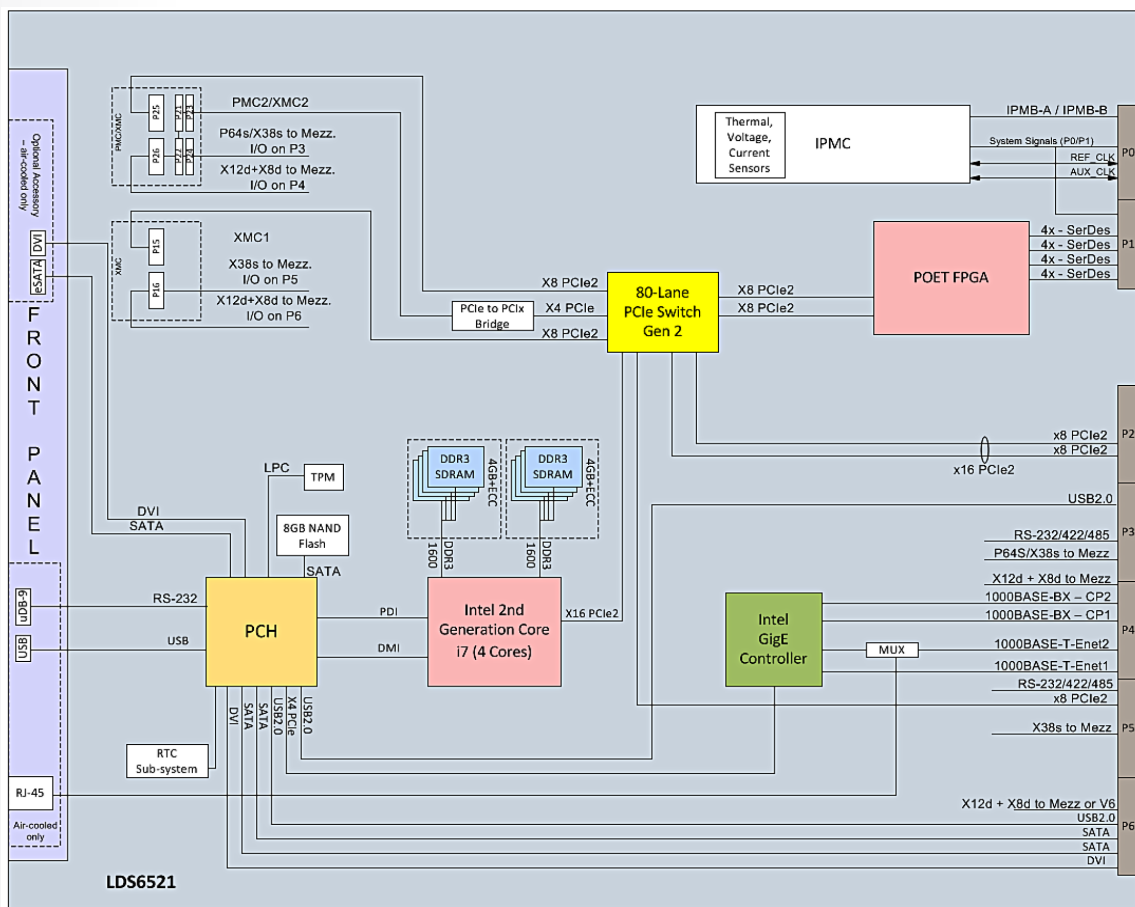 PMC2/XMC2
P64s/X38s to Mezz.
I/O on P3
X12d+X8d to Mezz.
I/O on P4
PMC/XMC
P25
P21
P23
P26
P22
P24
XMC1
X38s to Mezz.
I/O on P5
X12d+X8d to Mezz.
I/O on P6
XMC
P15
P16
Optional Accessory
– air-cooled only
DVI
eSATA
FRONT
PANEL
uDB-9
USB
RJ-45
Air-cooled
only
Thermal,
Voltage,
Current
Sensors
IPMC
IPMB-A / IPMB-B
System Signals (P0/P1)
REF_CLK
AUX_CLK
P0
P1
POET FPGA
4x - SerDes
4x - SerDes
4x - SerDes
4x - SerDes
80-Lane
PCIe Switch
Gen 2
X8 PCIe2
X4 PCIe
X8 PCIe2
X8 PCIe2
X8 PCIe2
PCIe to PCIx
Bridge
DDR3
SDRAM
4GB+ECC
DDR3
SDRAM
4GB+ECC
DDR3
1600
DDR3
1600
LPC
TPM
8GB NAND
Flash
SATA
DVI
SATA
RS-232
USB
PCH
PDI
DMI
Intel 2nd
Generation Core
i7 (4 Cores)
X16 PCIe2
DVI
SATA
SATA
USB2.0
X4 PCIe
USB2.0
RTC
Sub-system
Intel
GigE
Controller
MUX
x8 PCIe2
x8 PCIe2
x16 PCIe2
P2
USB2.0
RS-232/422/485
P64S/X38s to Mezz
P3
X12d + X8d to Mezz
1000BASE-BX – CP2
1000BASE-BX – CP1
1000BASE-T-Enet2
1000BASE-T-Enet1
P4
RS-232/422/485
x8 PCIe2
X38s to Mezz
P5
X12d + X8d to Mezz or V6
USB2.0
SATA
SATA
DVI
P6
LDS6521